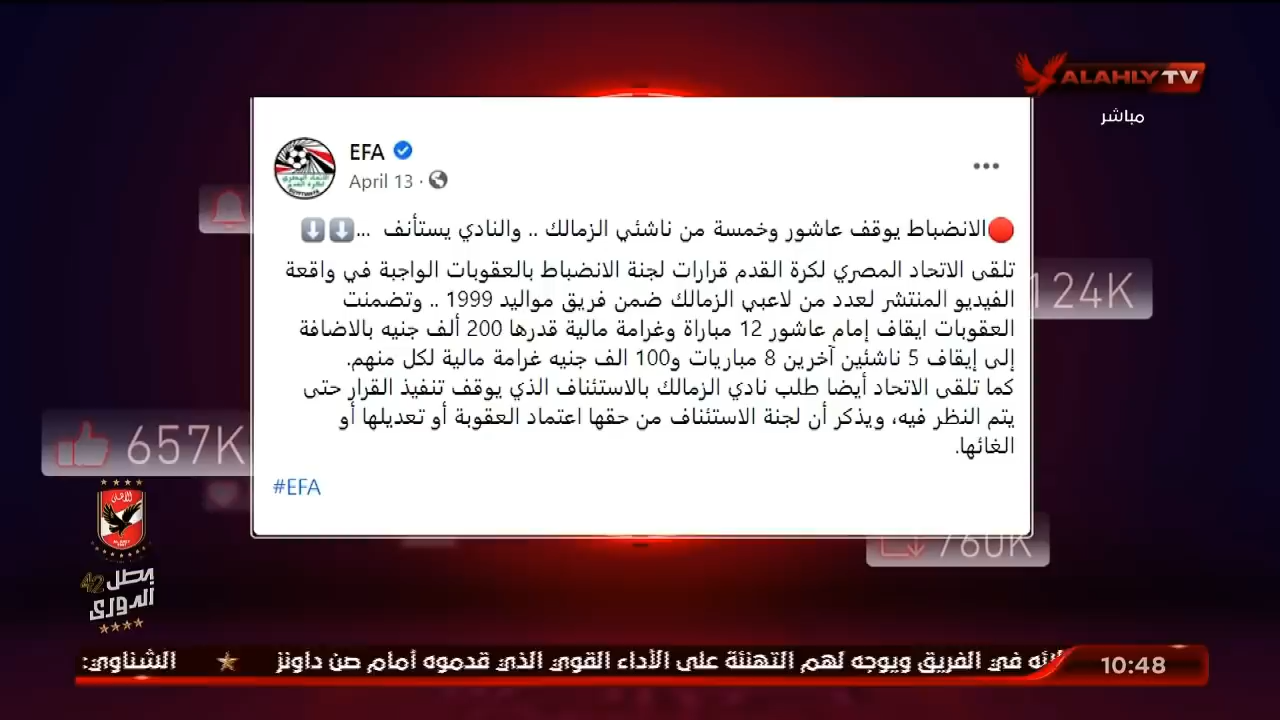 ALAHLY TV
مباشر
EFA
April 13 ·
🔴الانضباط يوقف عاشور وخمسة من ناشئي الزمالك .. والنادي يستأنف ...⬇️⬇️
تلقى الاتحاد المصري لكرة القدم قرارات لجنة الانضباط بالعقوبات الواجبة في واقعة
الفيديو المنتشر لعدد من لاعبي الزمالك ضمن فريق مواليد 1999 .. وتضمنت
العقوبات ايقاف إمام عاشور 12 مباراة وغرامة مالية قدرها 200 ألف جنيه بالاضافة
إلى إيقاف 5 ناشئين آخرين 8 مباريات و100 الف جنيه غرامة مالية لكل منهم.
كما تلقى الاتحاد أيضا طلب نادي الزمالك بالاستئناف الذي يوقف تنفيذ القرار حتى
يتم النظر فيه، ويذكر أن لجنة الاستئناف من حقها اعتماد العقوبة أو تعديلها أو
الغائها.
#EFA
124K
657K
760K
بطل 42
الدورى
في الفريق ويوجه لهم التهنئة على الأداء القوي الذي قدموه أمام صن داونز ★ الشناوي:
10:48